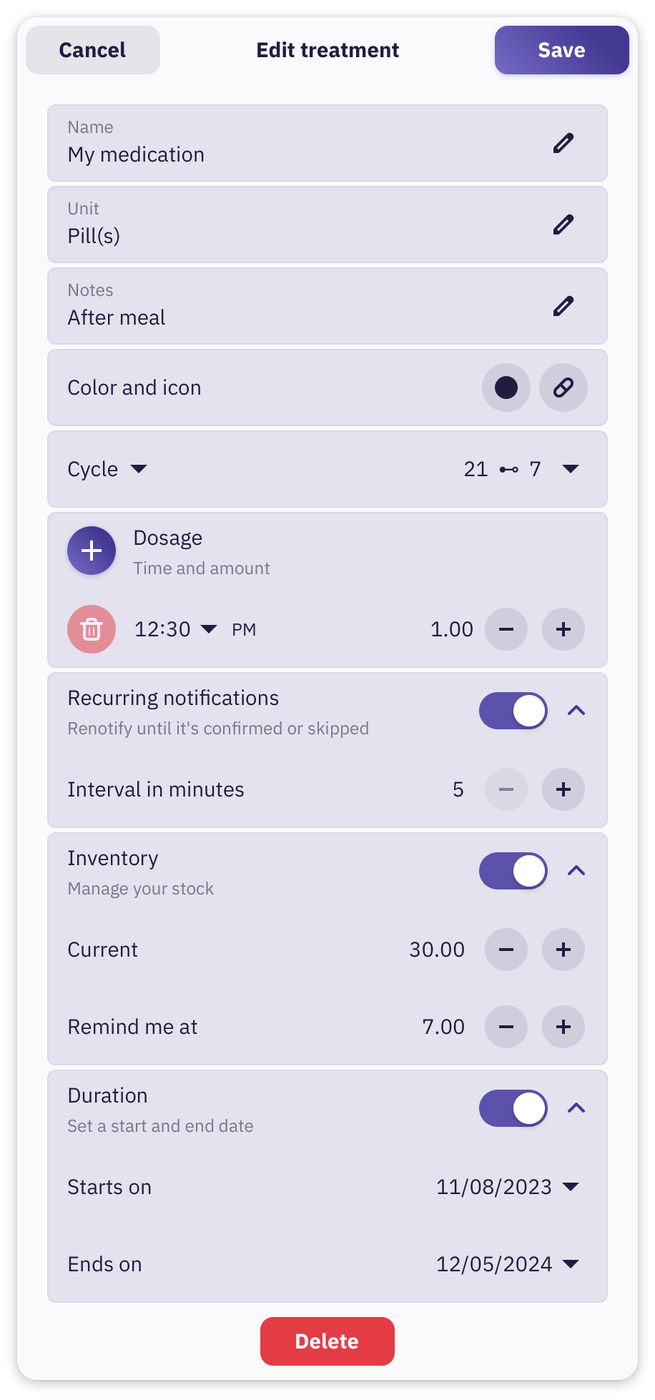 Cancel Edit treatment Save
Name
My medication
Unit
Pill(s)
Notes
After meal
Color and icon
Cycle 21 7
Dosage
Time and amount
12:30 PM 1.00
Recurring notifications
Renotify until it's confirmed or skipped
Interval in minutes 5
Inventory
Manage your stock
Current 30.00
Remind me at 7.00
Duration
Set a start and end date
Starts on 11/08/2023
Ends on 12/05/2024
Delete